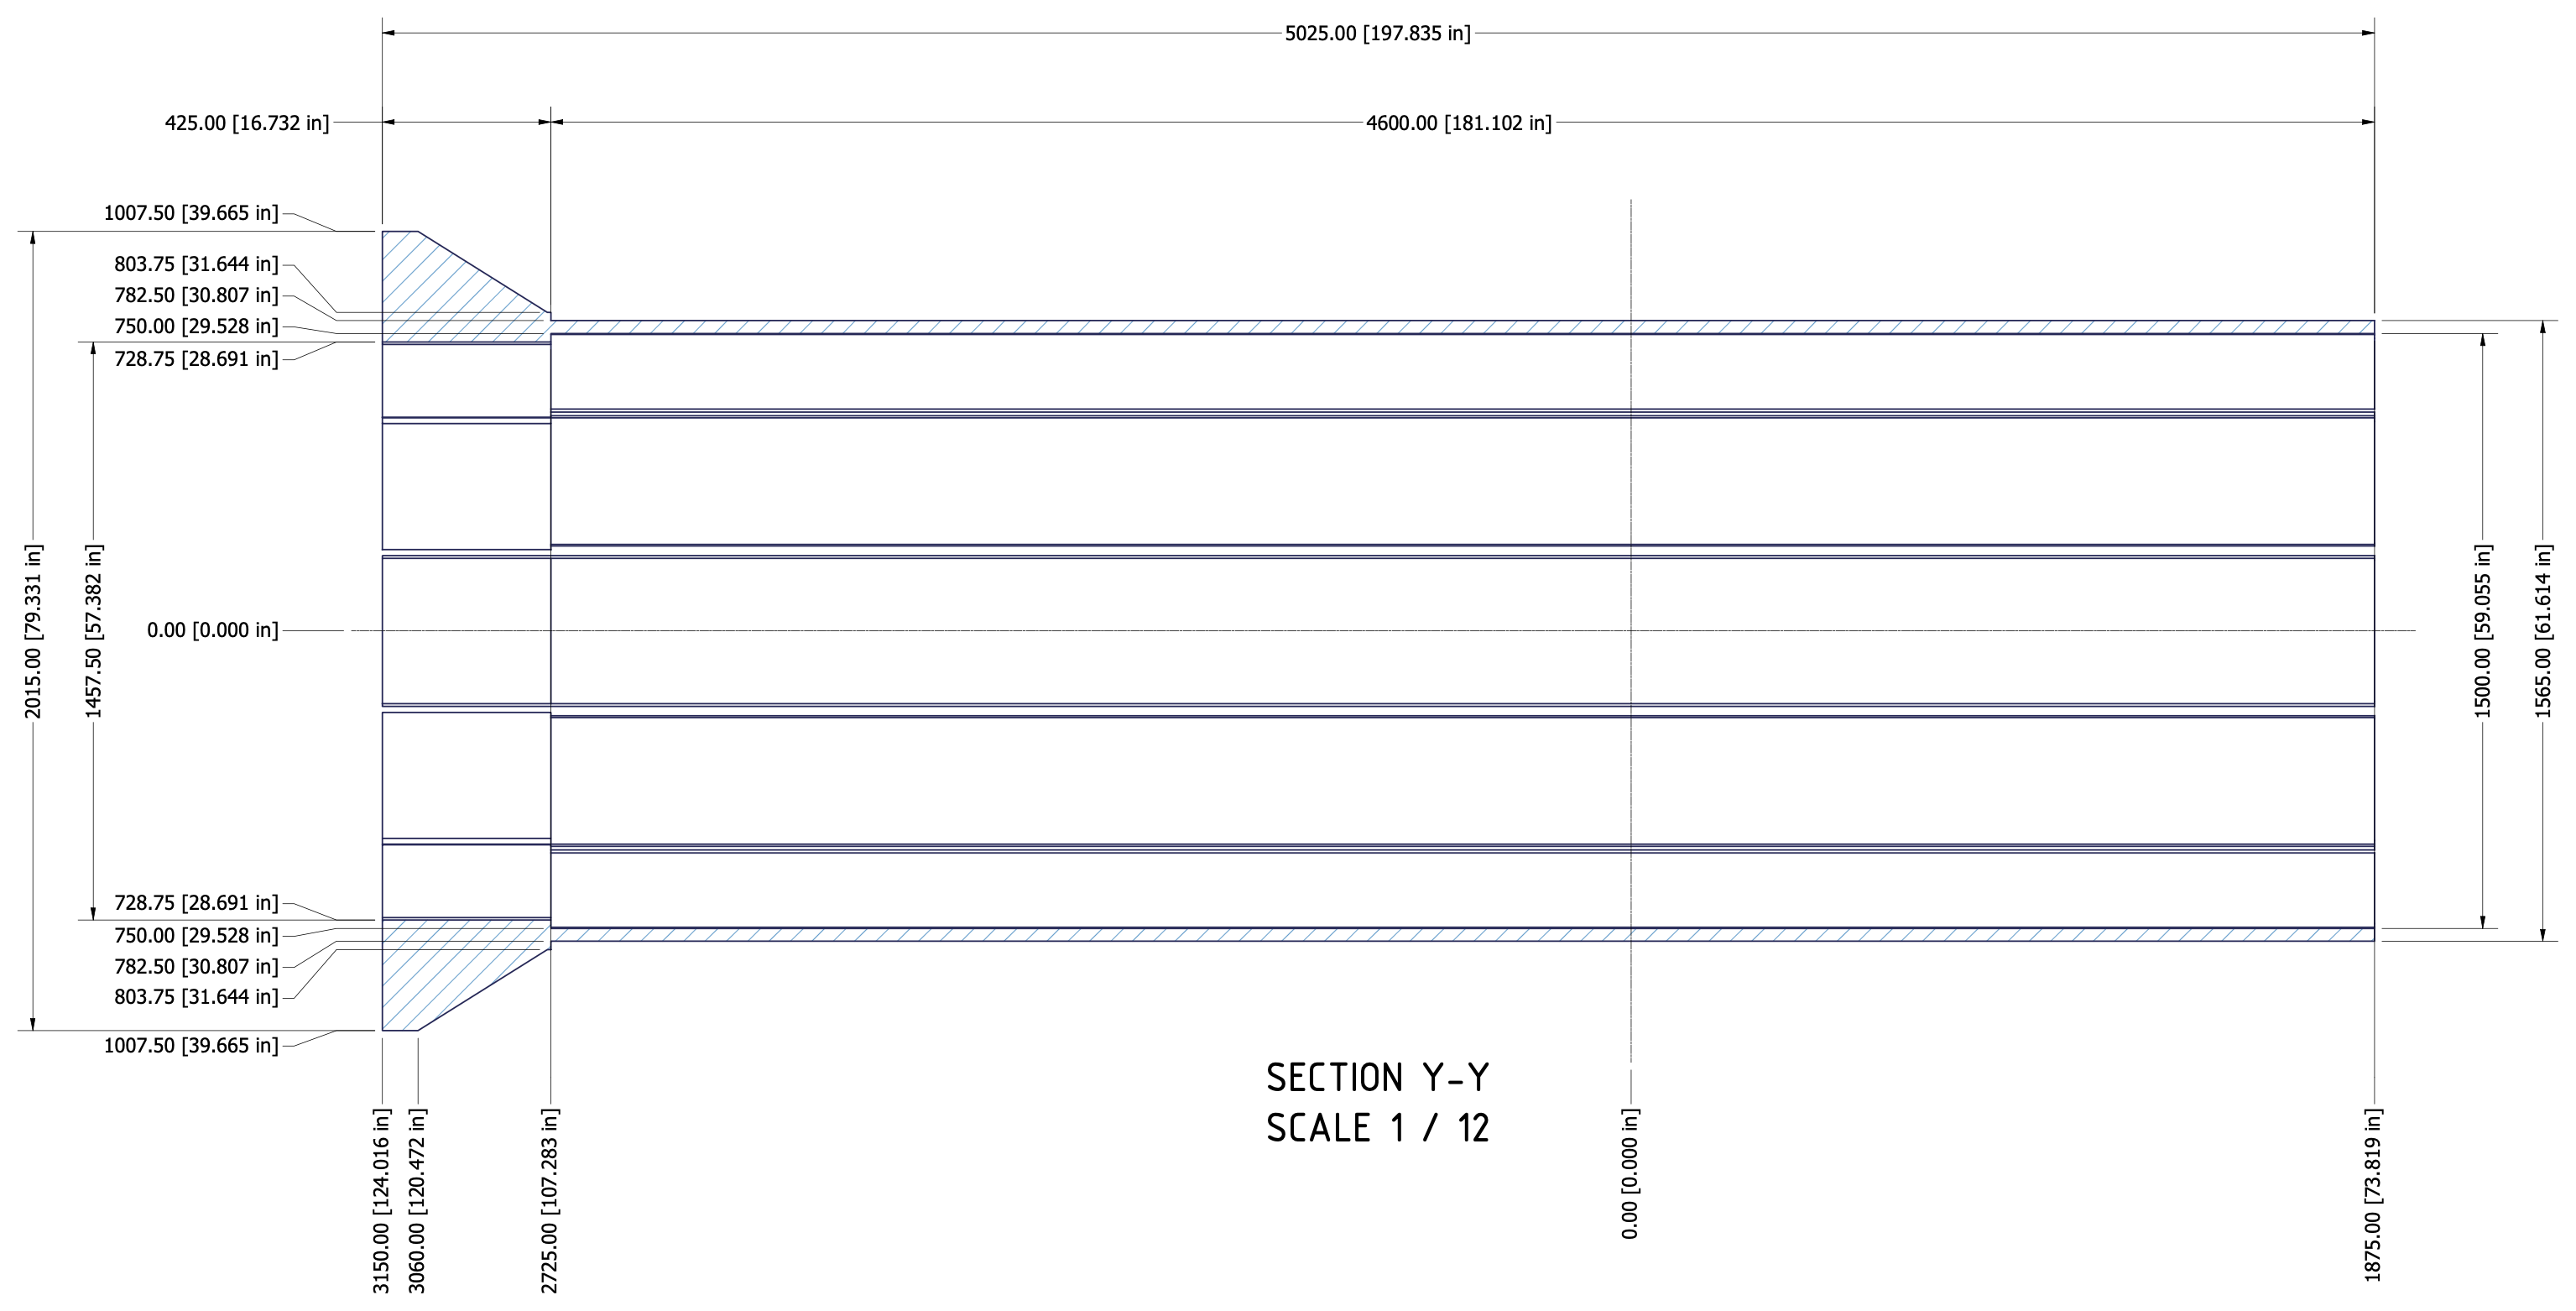 5025.00 [197.835 in]
425.00 [16.732 in]
4600.00 [181.102 in]
1007.50 [39.665 in]
803.75 [31.644 in]
782.50 [30.807 in]
750.00 [29.528 in]
728.75 [28.691 in]
2015.00 [79.331 in]
1457.50 [57.382 in]
0.00 [0.000 in]
1500.00 [59.055 in]
1565.00 [61.614 in]
728.75 [28.691 in]
750.00 [29.528 in]
782.50 [30.807 in]
803.75 [31.644 in]
1007.50 [39.665 in]
SECTION Y-Y
SCALE 1 / 12
3150.00 [124.016 in]
3060.00 [120.472 in]
2725.00 [107.283 in]
0.00 [0.000 in]
1875.00 [73.819 in]